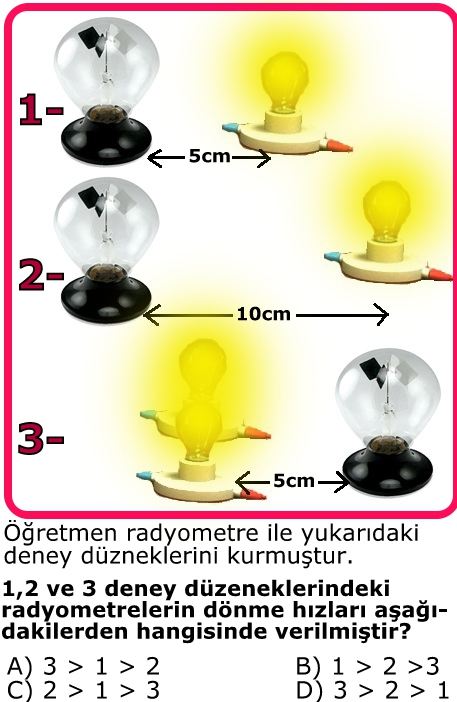 1-
5cm
2-
10cm
3-
5cm
Öğretmen radyometre ile yukarıdaki
deney düzneklerini kurmuştur.
1,2 ve 3 deney düzeneklerindeki
radyometrelerin dönme hızları aşağı-
dakilerden hangisinde verilmiştir?
A) 3 > 1 > 2 B) 1 > 2 >3
C) 2 > 1 > 3 D) 3 > 2 > 1